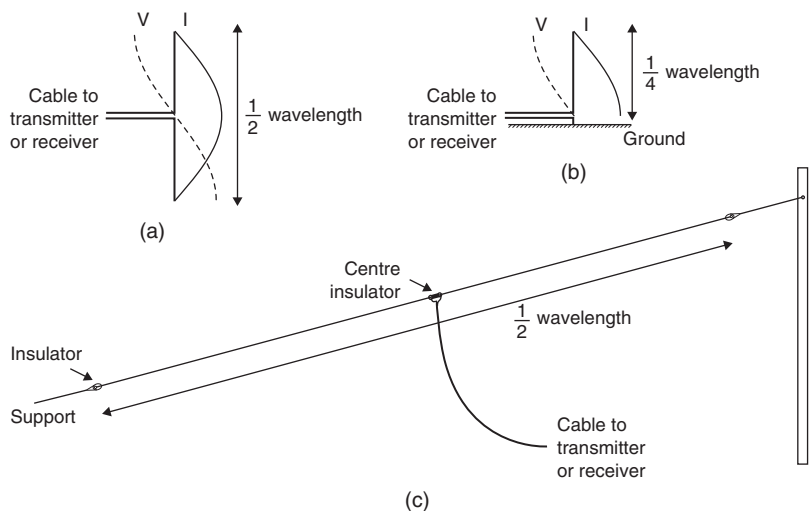 V
I
Cable to
transmitter
or receiver
1/2 wavelength
(a)
V
I
Cable to
transmitter
or receiver
1/4 wavelength
Ground
(b)
Centre
insulator
1/2 wavelength
Insulator
Support
Cable to
transmitter
or receiver
(c)